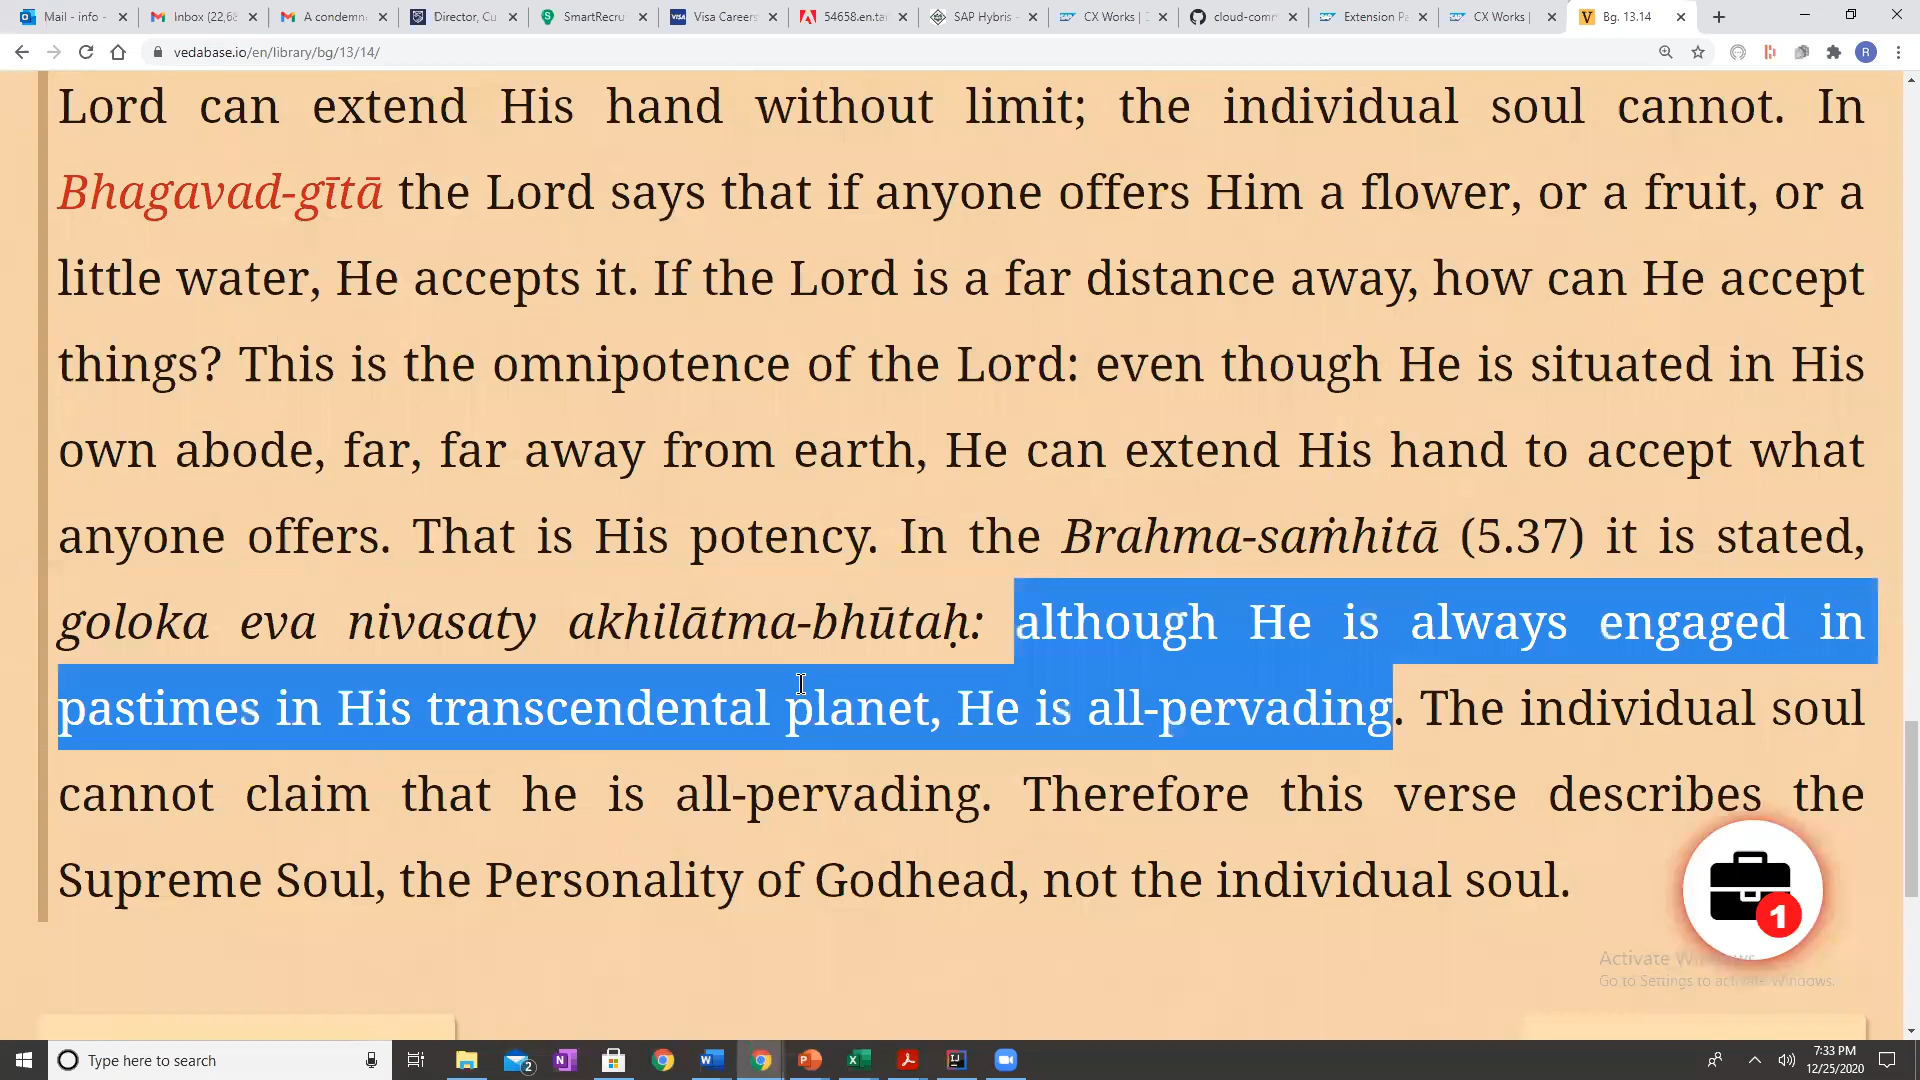 Mail - info -
Inbox (22,68
A condemn
Director, Cu
SmartRecru
Visa Career
54658.en.ta
SAP Hybris
CX Works |
cloud-com
Extension P
CX Works |
Bg. 13.14
vedabase.io/en/library/bg/13/14/
R
Lord can extend His hand without limit; the individual soul cannot. In
Bhagavad-gītā the Lord says that if anyone offers Him a flower, or a fruit, or a
little water, He accepts it. If the Lord is a far distance away, how can He accept
things? This is the omnipotence of the Lord: even though He is situated in His
own abode, far, far away from earth, He can extend His hand to accept what
anyone offers. That is His potency. In the Brahma-saṁhitā (5.37) it is stated,
goloka eva nivasaty akhilātma-bhūtaḥ: although He is always engaged in
pastimes in His transcendental planet, He is all-pervading. The individual soul
cannot claim that he is all-pervading. Therefore this verse describes the
Supreme Soul, the Personality of Godhead, not the individual soul.
1
Activate Windows
Go to Settings to activate Windows.
Type here to search
2
7:33 PM
12/25/2020